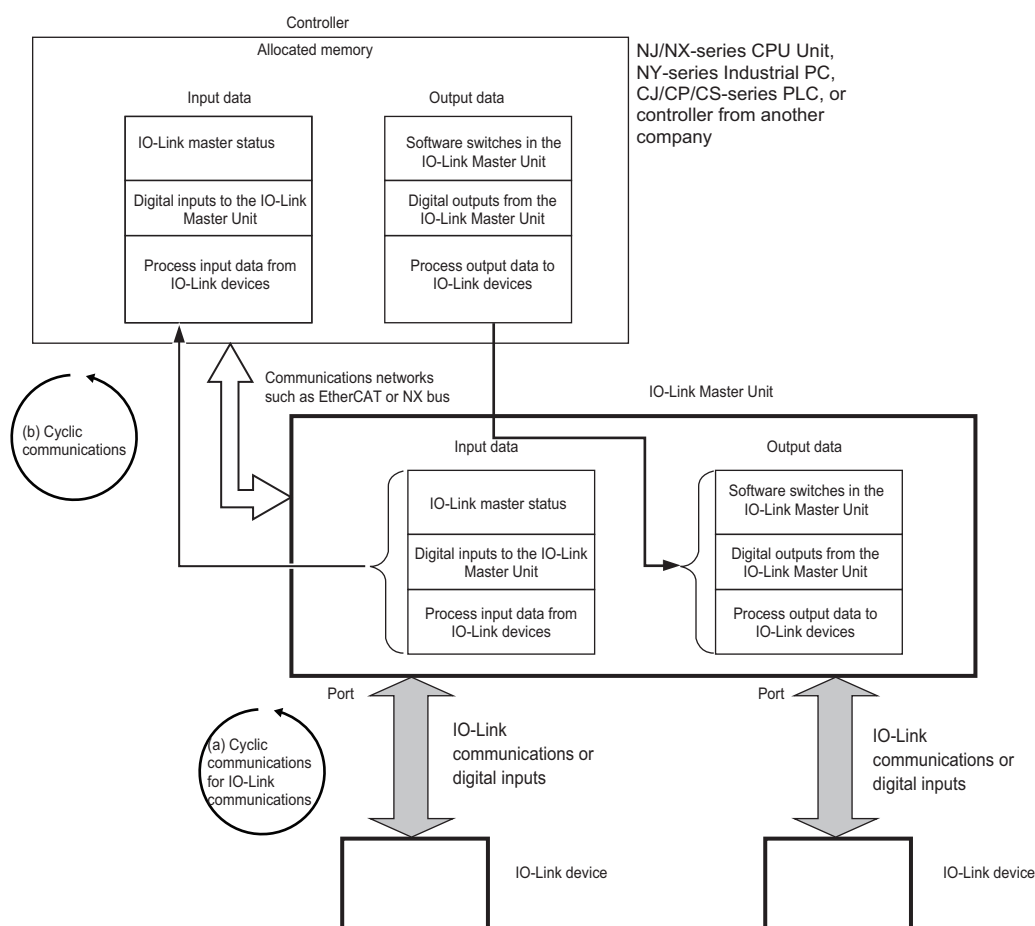 Controller
Allocated memory
NJ/NX-series CPU Unit,
NY-series Industrial PC,
CJ/CP/CS-series PLC, or
controller from another
company
Input data
Output data
IO-Link master status
Software switches in the
IO-Link Master Unit
Digital inputs to the IO-Link
Master Unit
Digital outputs from the
IO-Link Master Unit
Process input data from
IO-Link devices
Process output data to
IO-Link devices
Communications networks
such as EtherCAT or NX bus
(b) Cyclic
communications
IO-Link Master Unit
Input data
Output data
IO-Link master status
Software switches in the
IO-Link Master Unit
Digital inputs to the IO-Link
Master Unit
Digital outputs from the
IO-Link Master Unit
Process input data from
IO-Link devices
Process output data to
IO-Link devices
Port
Port
(a) Cyclic
communications
for IO-Link
communications
IO-Link
communications or
digital inputs
IO-Link
communications or
digital inputs
IO-Link device
IO-Link device